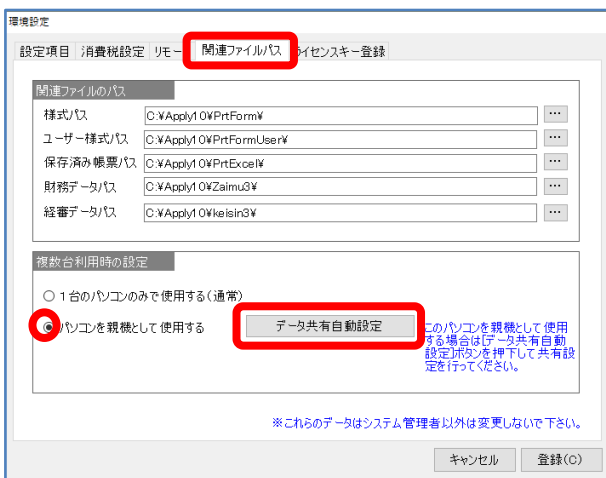 環境設定
設定項目 消費税設定 リモー 関連ファイルパス イセンスキー登録
関連ファイルのパス
様式パス C:¥Apply10¥PrtForm¥ ...
ユーザー様式パス C:¥Apply10¥PrtFormUser¥ ...
保存済み帳票パス C:¥Apply10¥PrtExcel¥ ...
財務データパス C:¥Apply10¥Zaimu3¥ ...
経審データパス C:¥Apply10¥keisin3¥ ...
複数台利用時の設定
1台のパソコンのみで使用する(通常)
パソコンを親機として使用する データ共有自動設定
このパソコンを親機として使用
する場合は[データ共有自動
設定]ボタンを押下して共有設
定を行ってください。
※これらのデータはシステム管理者以外は変更しないで下さい。
キャンセル 登録(C)